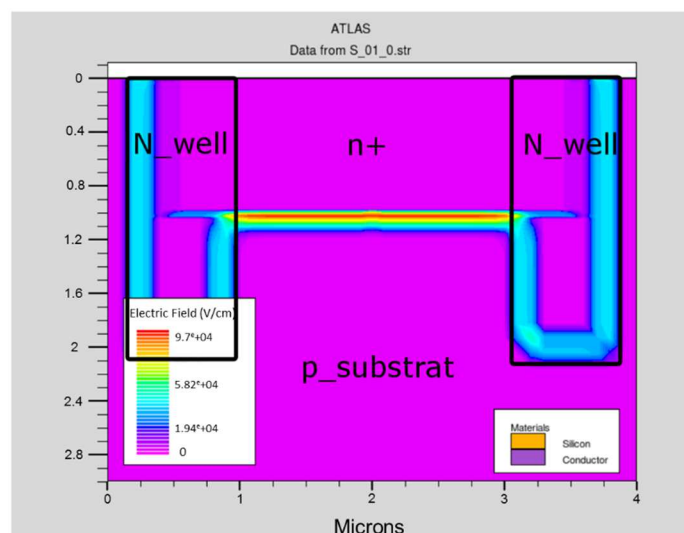 ATLAS
Data from S_01_0.str
0
0.4
0.8
1.2
1.6
2
2.4
2.8
N_well
n+
N_well
p_substrat
Electric Field (V/cm)
9.7e+04
5.82e+04
1.94e+04
0
Materials
Silicon
Conductor
0
1
2
3
4
Microns